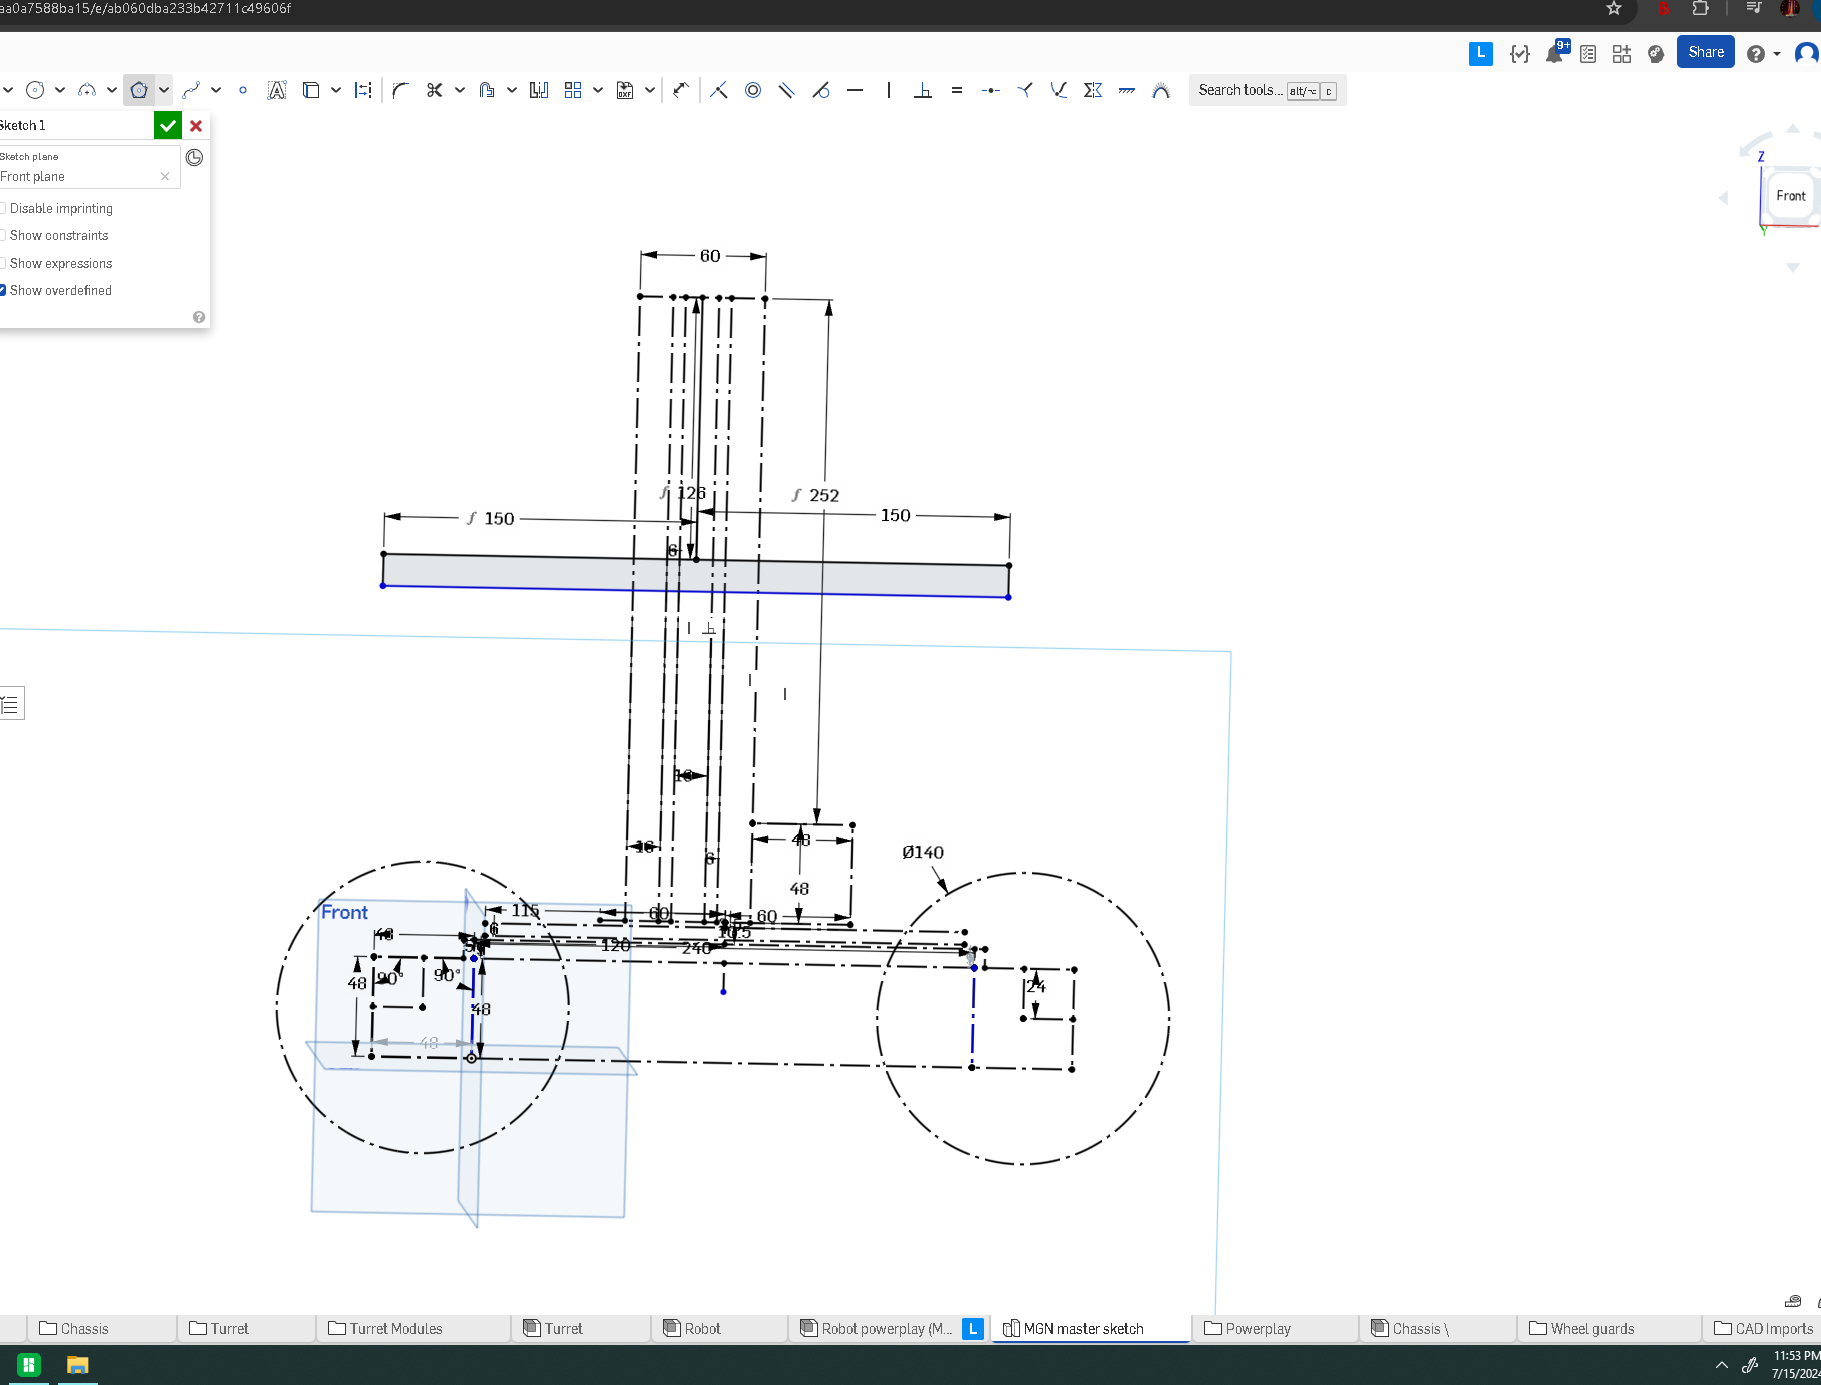 aa0a7588ba15/e/ab060dba233b42711c49606f
L
9+
Share
Search tools... alt/⌥ c
Sketch 1
Sketch plane
Front plane
Disable imprinting
Show constraints
Show expressions
Show overdefined
Z
Front
Y
60
ƒ 126
ƒ 252
ƒ 150
150
6
16
16
6
48
48
Ø140
Front
115
60
60
6
48
16.5
120
240
48
90°
90°
48
24
48
Chassis
Turret
Turret Modules
Turret
Robot
Robot powerplay (M...
L
MGN master sketch
Powerplay
Chassis \
Wheel guards
CAD Imports
11:53 PM
7/15/2024